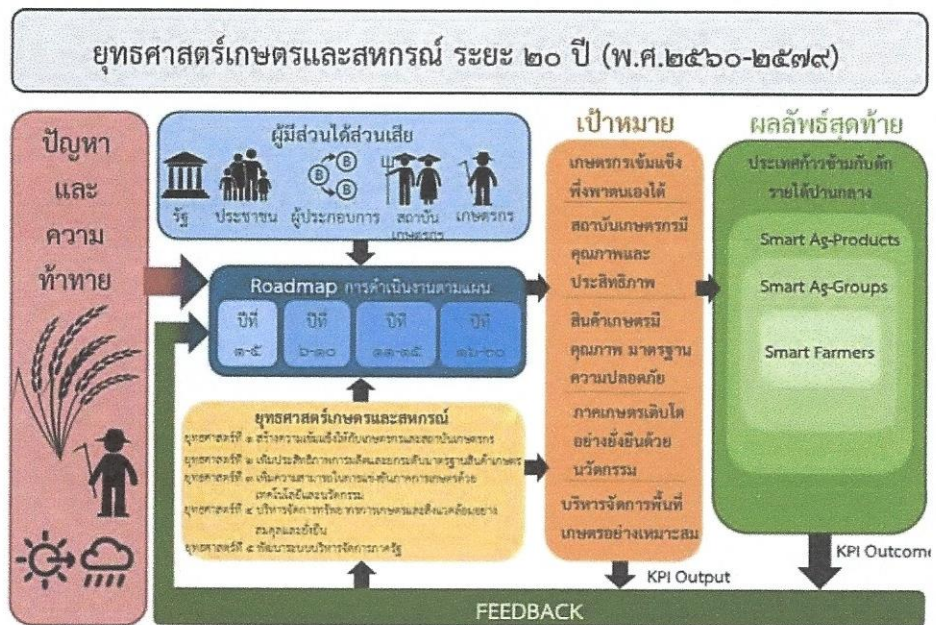 ยุทธศาสตร์เกษตรและสหกรณ์ ระยะ ๒๐ ปี (พ.ศ.๒๕๖๐-๒๕๗๙)
ปัญหา
และ
ความ
ท้าทาย
ผู้มีส่วนได้ส่วนเสีย
B
B
B
รัฐ
ประชาชน
ผู้ประกอบการ
สถาบัน
เกษตรกร
เกษตรกร
Roadmap การดำเนินงานตามแผน
ปีที่
๑-๕
ปีที่
๖-๑๐
ปีที่
๑๑-๑๕
ปีที่
๑๖-๒๐
ยุทธศาสตร์เกษตรและสหกรณ์
ยุทธศาสตร์ที่ ๑ สร้างความเข้มแข็งให้กับเกษตรกรและสถาบันเกษตรกร
ยุทธศาสตร์ที่ ๒ เพิ่มประสิทธิภาพการผลิตและยกระดับมาตรฐานสินค้าเกษตร
ยุทธศาสตร์ที่ ๓ เพิ่มความสามารถในการแข่งขันภาคการเกษตรด้วย
เทคโนโลยีและนวัตกรรม
ยุทธศาสตร์ที่ ๔ บริหารจัดการทรัพยากรการเกษตรและสิ่งแวดล้อมอย่าง
สมดุลและยั่งยืน
ยุทธศาสตร์ที่ ๕ พัฒนาระบบบริหารจัดการภาครัฐ
เป้าหมาย
เกษตรกรเข้มแข็ง
พึ่งพาตนเองได้
สถาบันเกษตรกรมี
คุณภาพและ
ประสิทธิภาพ
สินค้าเกษตรมี
คุณภาพ มาตรฐาน
ความปลอดภัย
ภาคเกษตรเติบโต
อย่างยั่งยืนด้วย
นวัตกรรม
บริหารจัดการพื้นที่
เกษตรอย่างเหมาะสม
ผลลัพธ์สุดท้าย
ประเทศก้าวข้ามกับดัก
รายได้ปานกลาง
Smart Ag-Products
Smart Ag-Groups
Smart Farmers
KPI Output
KPI Outcome
FEEDBACK